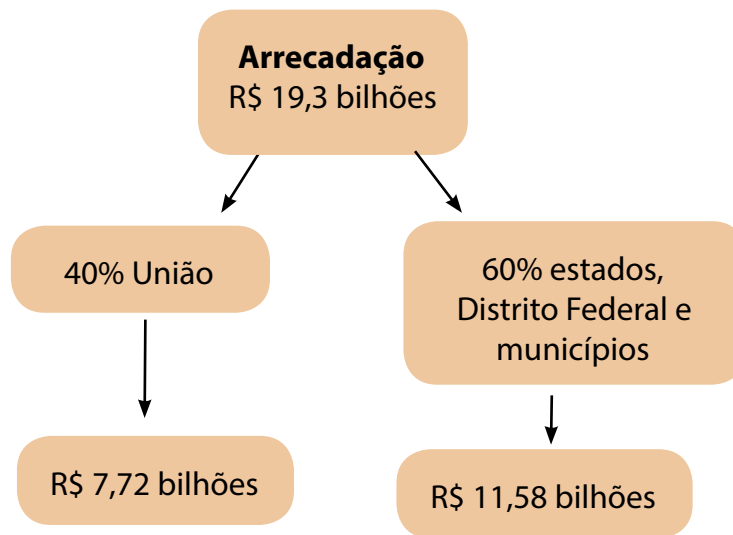 Arrecadação
R$ 19,3 bilhões
40% União
60% estados,
Distrito Federal e
municípios
R$ 7,72 bilhões
R$ 11,58 bilhões